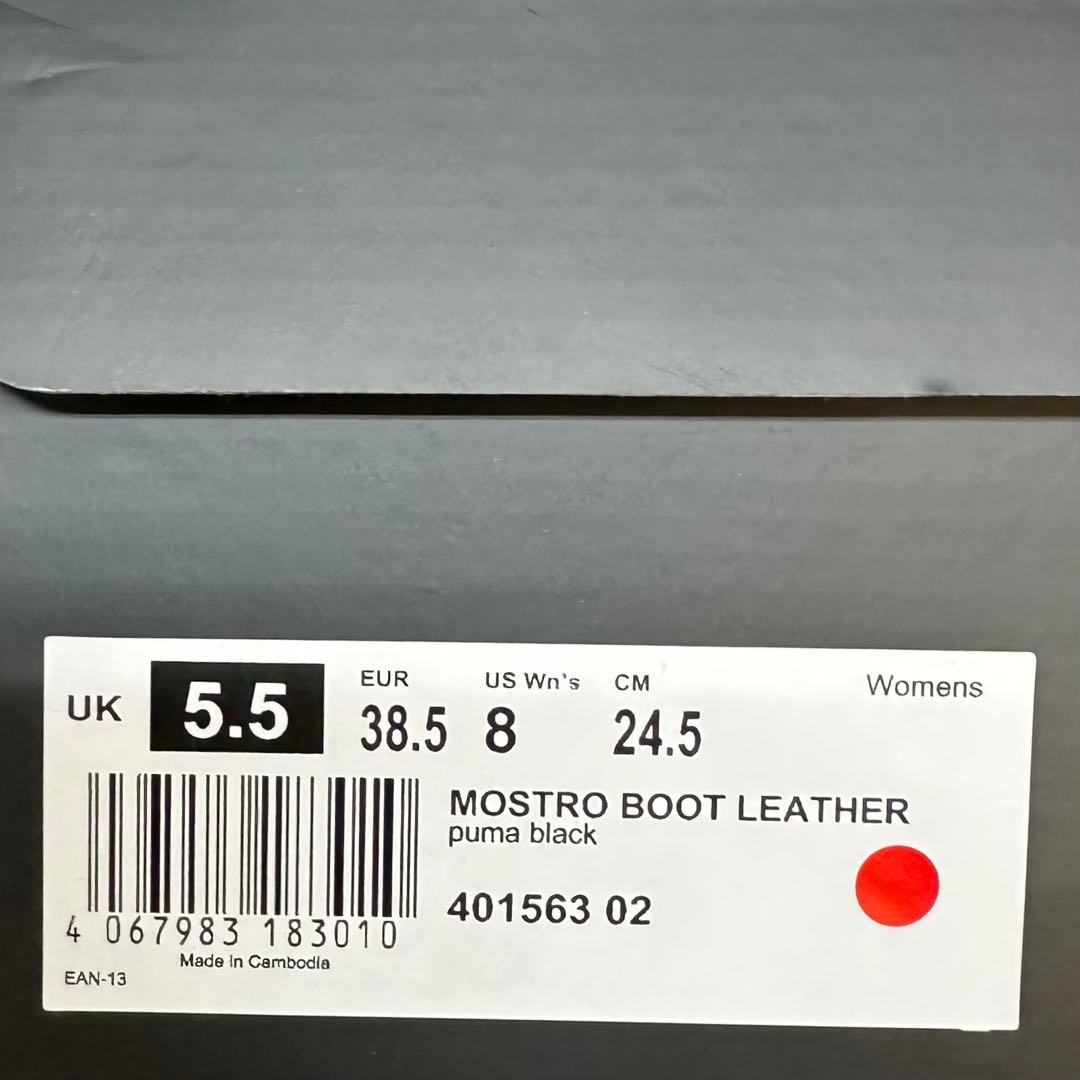 UK 5.5
EUR 38.5
US Wn's 8
CM 24.5
Womens
MOSTRO BOOT LEATHER
puma black
401563 02
4 067983 183010
Made in Cambodia
EAN-13